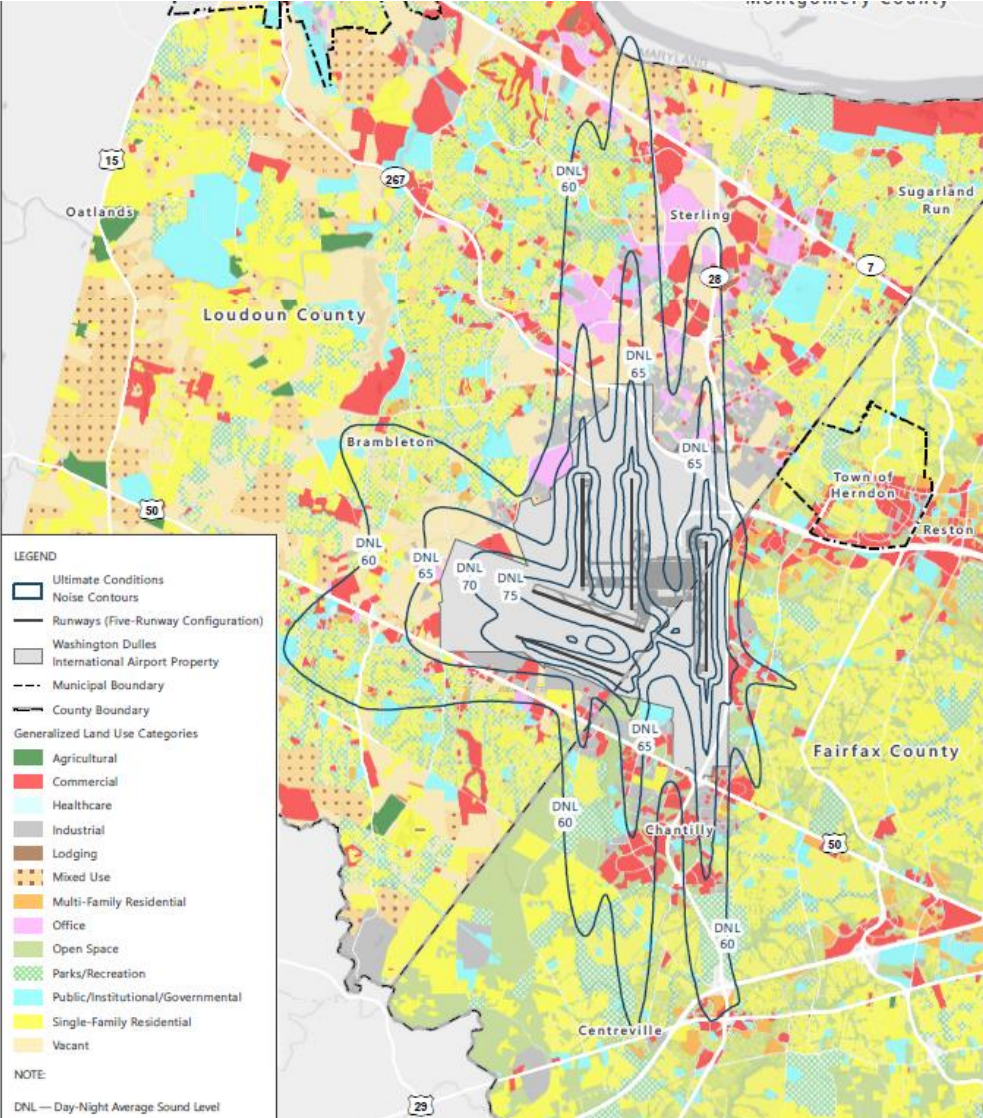 Montgomery County
MARYLAND
15
267
DNL
60
Oatlands
Sterling
Sugarland
Run
28
7
Loudoun County
DNL
65
Brambleton
DNL
65
Town of
Herndon
50
Reston
DNL
60
DNL
65
DNL
70
DNL
75
LEGEND
Ultimate Conditions
Noise Contours
Runways (Five-Runway Configuration)
Washington Dulles
International Airport Property
Municipal Boundary
County Boundary
Generalized Land Use Categories
Agricultural
Commercial
Healthcare
Industrial
Lodging
Mixed Use
Multi-Family Residential
Office
Open Space
Parks/Recreation
Public/Institutional/Governmental
Single-Family Residential
Vacant
NOTE:
DNL — Day-Night Average Sound Level
DNL
65
Fairfax County
DNL
60
Chantilly
50
DNL
60
Centreville
29